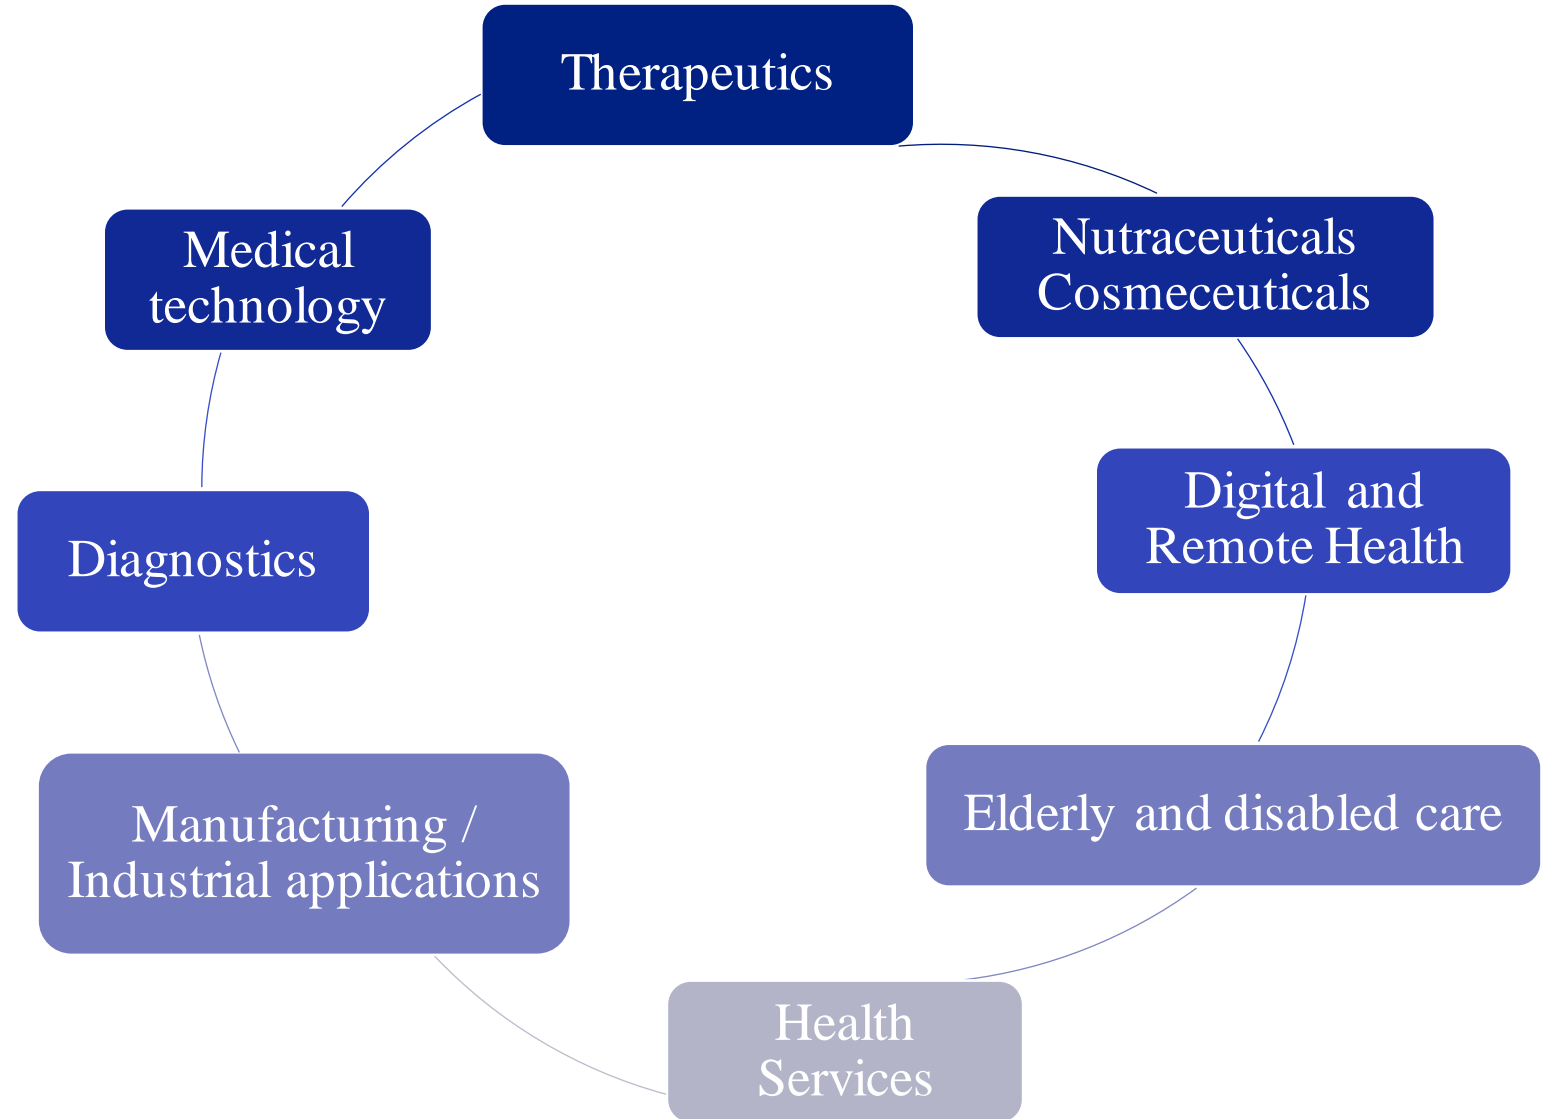 Therapeutics
Nutraceuticals
Cosmeceuticals
Digital and
Remote Health
Elderly and disabled care
Health
Services
Manufacturing /
Industrial applications
Diagnostics
Medical
technology